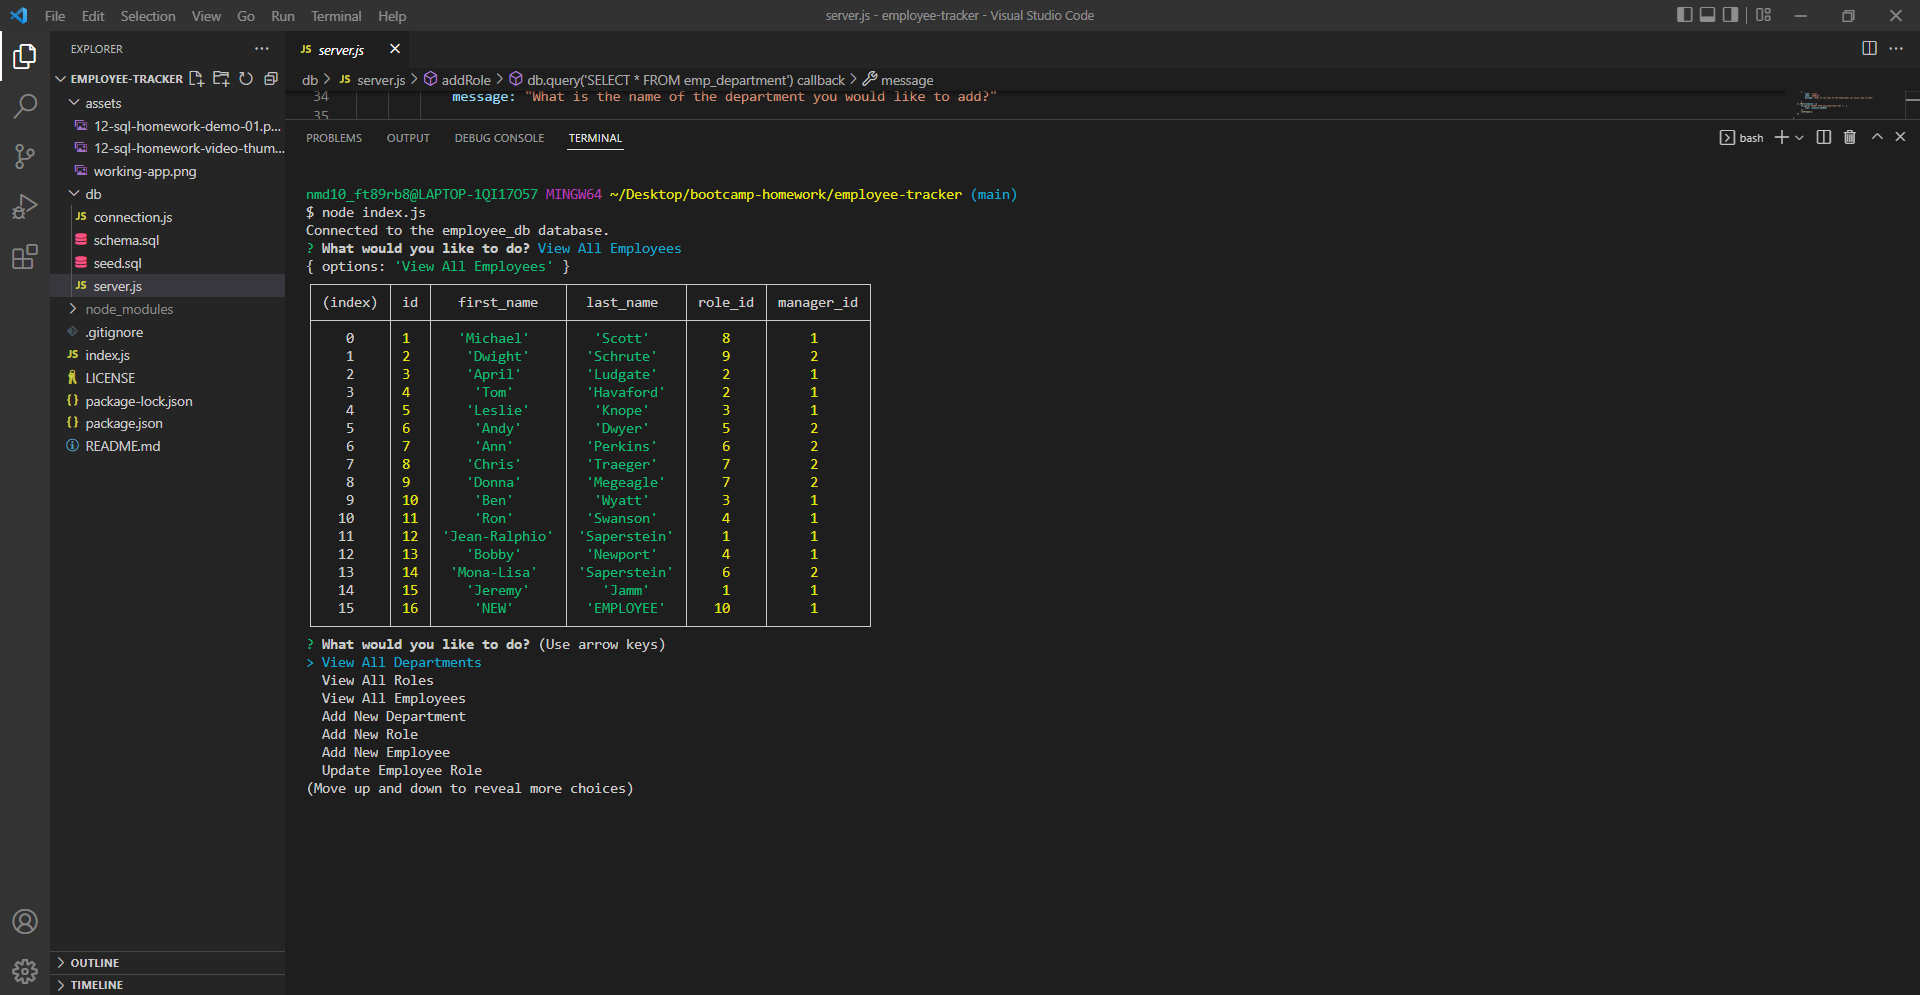 File Edit Selection View Go Run Terminal Help
server.js - employee-tracker - Visual Studio Code
EXPLORER
EMPLOYEE-TRACKER
assets
12-sql-homework-demo-01.p...
12-sql-homework-video-thum...
working-app.png
db
JS connection.js
schema.sql
seed.sql
JS server.js
node_modules
.gitignore
JS index.js
LICENSE
{} package-lock.json
{} package.json
README.md
OUTLINE
TIMELINE
JS server.js
db > JS server.js > addRole > db.query('SELECT * FROM emp_department') callback > message
34 message: "What is the name of the department you would like to add?"
35
PROBLEMS OUTPUT DEBUG CONSOLE TERMINAL
bash
nmd10_ft89rb8@LAPTOP-1QI17O57 MINGW64 ~/Desktop/bootcamp-homework/employee-tracker (main)
$ node index.js
Connected to the employee_db database.
? What would you like to do? View All Employees
{ options: 'View All Employees' }
(index) id first_name last_name role_id manager_id
0 1 'Michael' 'Scott' 8 1
1 2 'Dwight' 'Schrute' 9 2
2 3 'April' 'Ludgate' 2 1
3 4 'Tom' 'Havaford' 2 1
4 5 'Leslie' 'Knope' 3 1
5 6 'Andy' 'Dwyer' 5 2
6 7 'Ann' 'Perkins' 6 2
7 8 'Chris' 'Traeger' 7 2
8 9 'Donna' 'Megeagle' 7 2
9 10 'Ben' 'Wyatt' 3 1
10 11 'Ron' 'Swanson' 4 1
11 12 'Jean-Ralphio' 'Saperstein' 1 1
12 13 'Bobby' 'Newport' 4 1
13 14 'Mona-Lisa' 'Saperstein' 6 2
14 15 'Jeremy' 'Jamm' 1 1
15 16 'NEW' 'EMPLOYEE' 10 1
? What would you like to do? (Use arrow keys)
> View All Departments
View All Roles
View All Employees
Add New Department
Add New Role
Add New Employee
Update Employee Role
(Move up and down to reveal more choices)